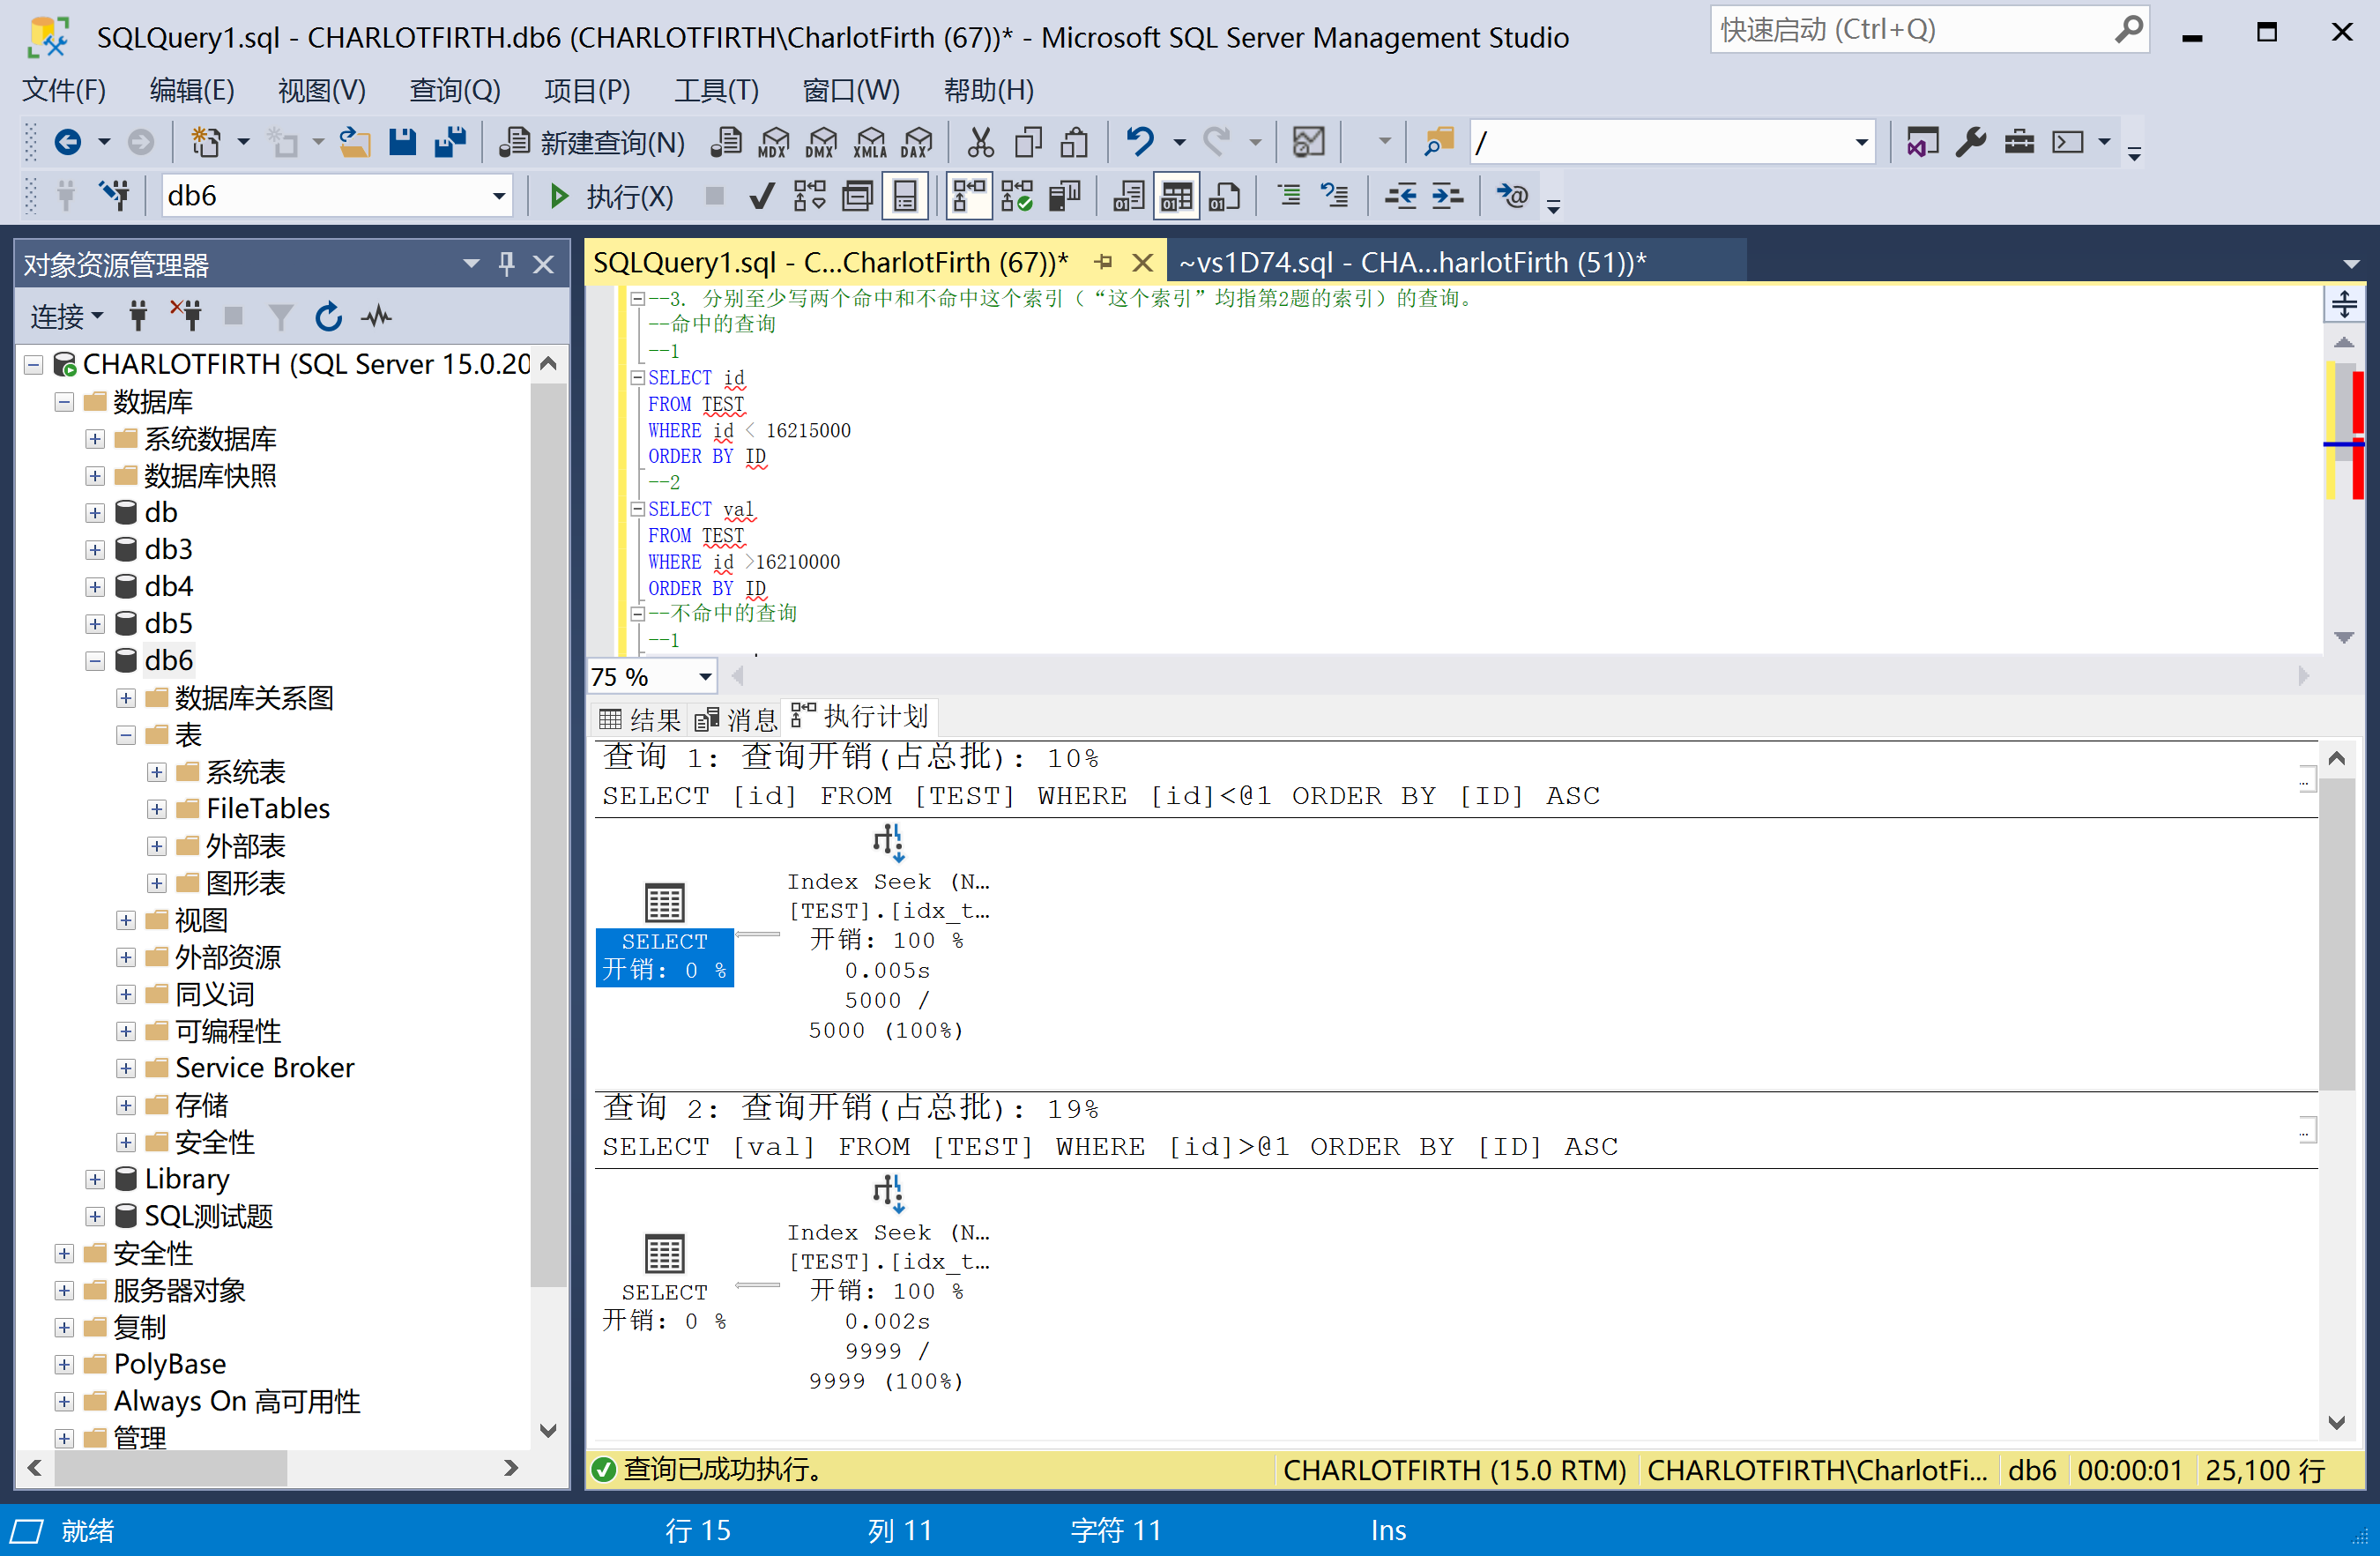 SQLQuery1.sql - CHARLOTFIRTH.db6 (CHARLOTFIRTH\CharlotFirth (67))* - Microsoft SQL Server Management Studio
快速启动 (Ctrl+Q)
文件(F) 编辑(E) 视图(V) 查询(Q) 项目(P) 工具(T) 窗口(W) 帮助(H)
新建查询(N) MDX DMX XMLA DAX /
db6 执行(X)
对象资源管理器
连接
CHARLOTFIRTH (SQL Server 15.0.20
数据库
系统数据库
数据库快照
db
db3
db4
db5
db6
数据库关系图
表
系统表
FileTables
外部表
图形表
视图
外部资源
同义词
可编程性
Service Broker
存储
安全性
Library
SQL测试题
安全性
服务器对象
复制
PolyBase
Always On 高可用性
管理
SQLQuery1.sql - C...CharlotFirth (67))* ~vs1D74.sql - CHA...harlotFirth (51))*
--3. 分别至少写两个命中和不命中这个索引（“这个索引”均指第2题的索引）的查询。
--命中的查询
--1
SELECT id
FROM TEST
WHERE id < 16215000
ORDER BY ID
--2
SELECT val
FROM TEST
WHERE id >16210000
ORDER BY ID
--不命中的查询
--1
75 %
结果 消息 执行计划
查询 1: 查询开销(占总批): 10%
SELECT [id] FROM [TEST] WHERE [id]<@1 ORDER BY [ID] ASC
...
SELECT
开销: 0 %
Index Seek (N…
[TEST].[idx_t…
开销: 100 %
0.005s
5000 /
5000 (100%)
查询 2: 查询开销(占总批): 19%
SELECT [val] FROM [TEST] WHERE [id]>@1 ORDER BY [ID] ASC
...
SELECT
开销: 0 %
Index Seek (N…
[TEST].[idx_t…
开销: 100 %
0.002s
9999 /
9999 (100%)
查询已成功执行。 CHARLOTFIRTH (15.0 RTM) CHARLOTFIRTH\CharlotFi... db6 00:00:01 25,100 行
就绪 行 15 列 11 字符 11 Ins